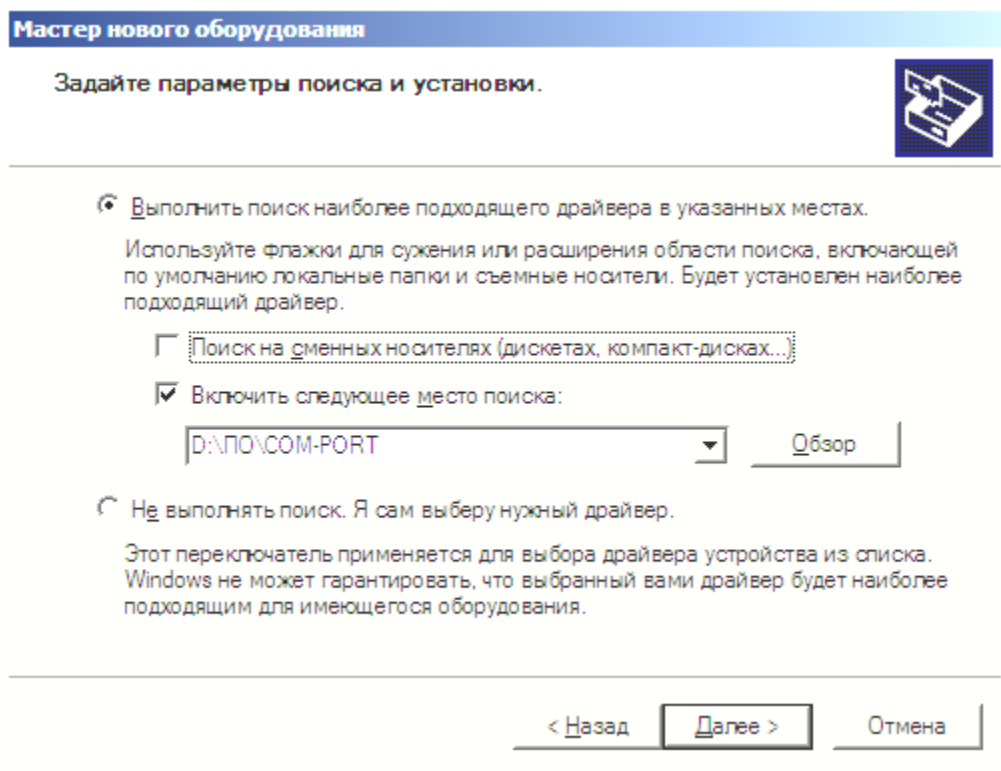 Мастер нового оборудования
Задайте параметры поиска и установки.
Выполнить поиск наиболее подходящего драйвера в указанных местах.
Используйте флажки для сужения или расширения области поиска, включающей
по умолчанию локальные папки и съемные носители. Будет установлен наиболее
подходящий драйвер.
Поиск на сменных носителях (дискетах, компакт-дисках...)
Включить следующее место поиска:
D:\ПО\COM-PORT
Обзор
Не выполнять поиск. Я сам выберу нужный драйвер.
Этот переключатель применяется для выбора драйвера устройства из списка.
Windows не может гарантировать, что выбранный вами драйвер будет наиболее
подходящим для имеющегося оборудования.
< Назад Далее > Отмена